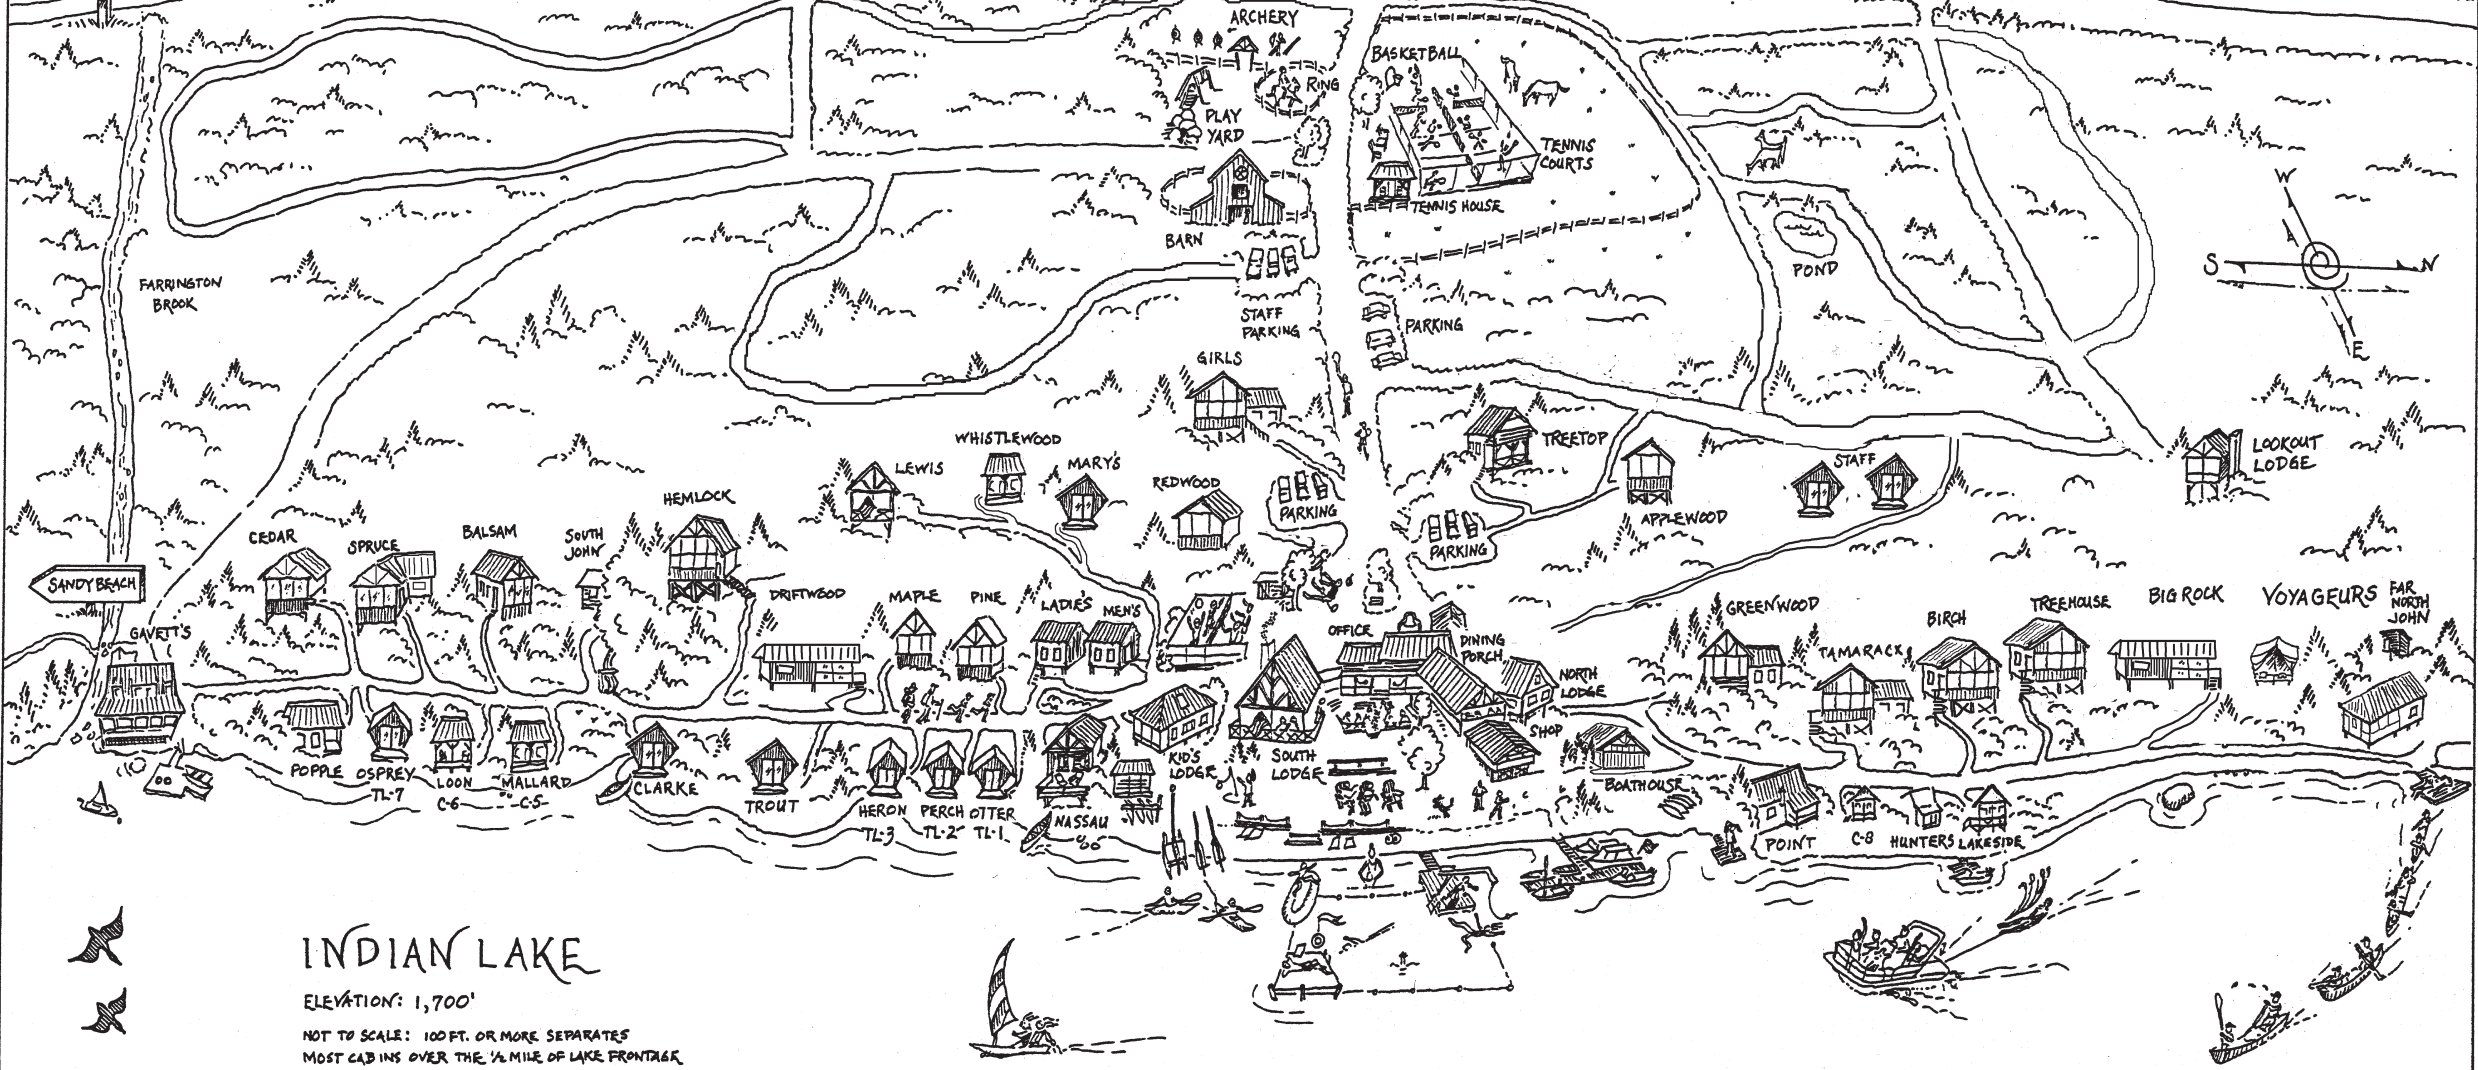 ARCHERY
BASKETBALL
RING
PLAY
YARD
TENNIS
COURTS
TENNIS HOUSE
BARN
POND
W
S
N
E
FARRINGTON
BROOK
STAFF
PARKING
PARKING
GIRLS
WHISTLEWOOD
LEWIS
MARY'S
REDWOOD
PARKING
TREETOP
STAFF
LOOKOUT
LODGE
APPLEWOOD
PARKING
HEMLOCK
CEDAR
SPRUCE
BALSAM
SOUTH
JOHN
SANDY BEACH
GAVETT'S
DRIFTWOOD
MAPLE
PINE
LADIE'S
MEN'S
OFFICE
DINING
PORCH
NORTH
LODGE
GREENWOOD
TAMARACK
BIRCH
TREEHOUSE
BIG ROCK
VOYAGEURS
FAR
NORTH
JOHN
SHOP
KID'S
LODGE
SOUTH
LODGE
BOATHOUSE
POPPLE
OSPREY
TL-7
LOON
C-6
MALLARD
C-5
CLARKE
TROUT
HERON
TL-3
PERCH
TL-2
OTTER
TL-1
NASSAU
POINT
C-8
HUNTERS
LAKESIDE
INDIAN LAKE
ELEVATION: 1,700'
NOT TO SCALE: 100 FT. OR MORE SEPARATES
MOST CABINS OVER THE 1/2 MILE OF LAKE FRONTAGE